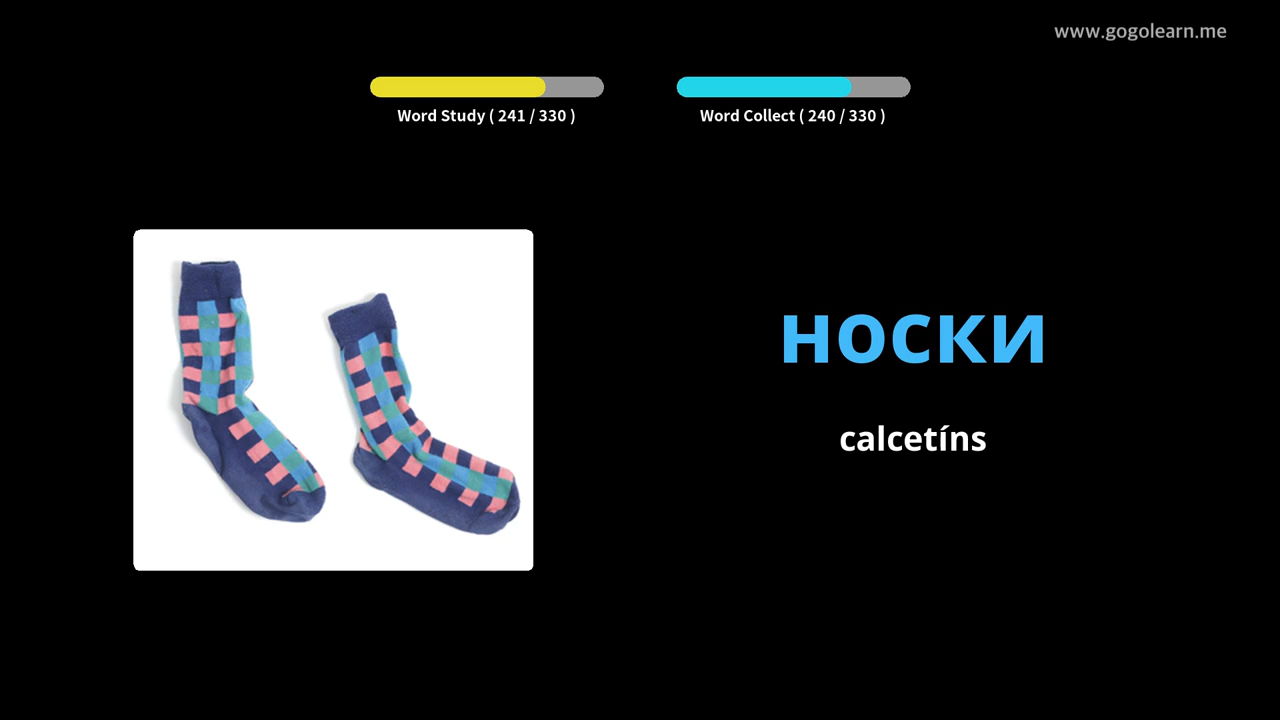 www.gogolearn.me
Word Study ( 241 / 330 )
Word Collect ( 240 / 330 )
носки
calcetíns